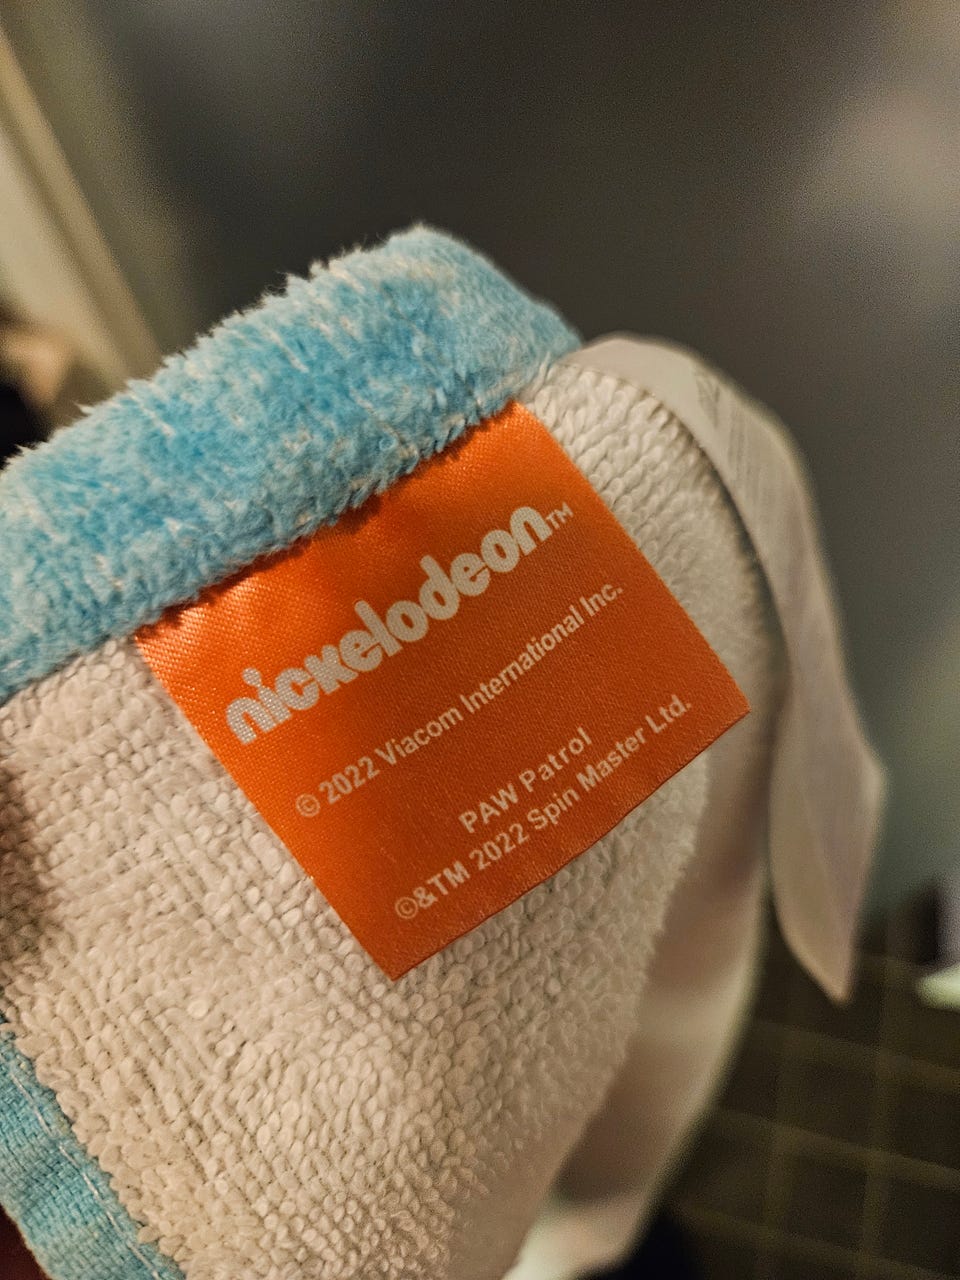 nickelodeon™
© 2022 Viacom International Inc.
PAW Patrol
©&TM 2022 Spin Master Ltd.